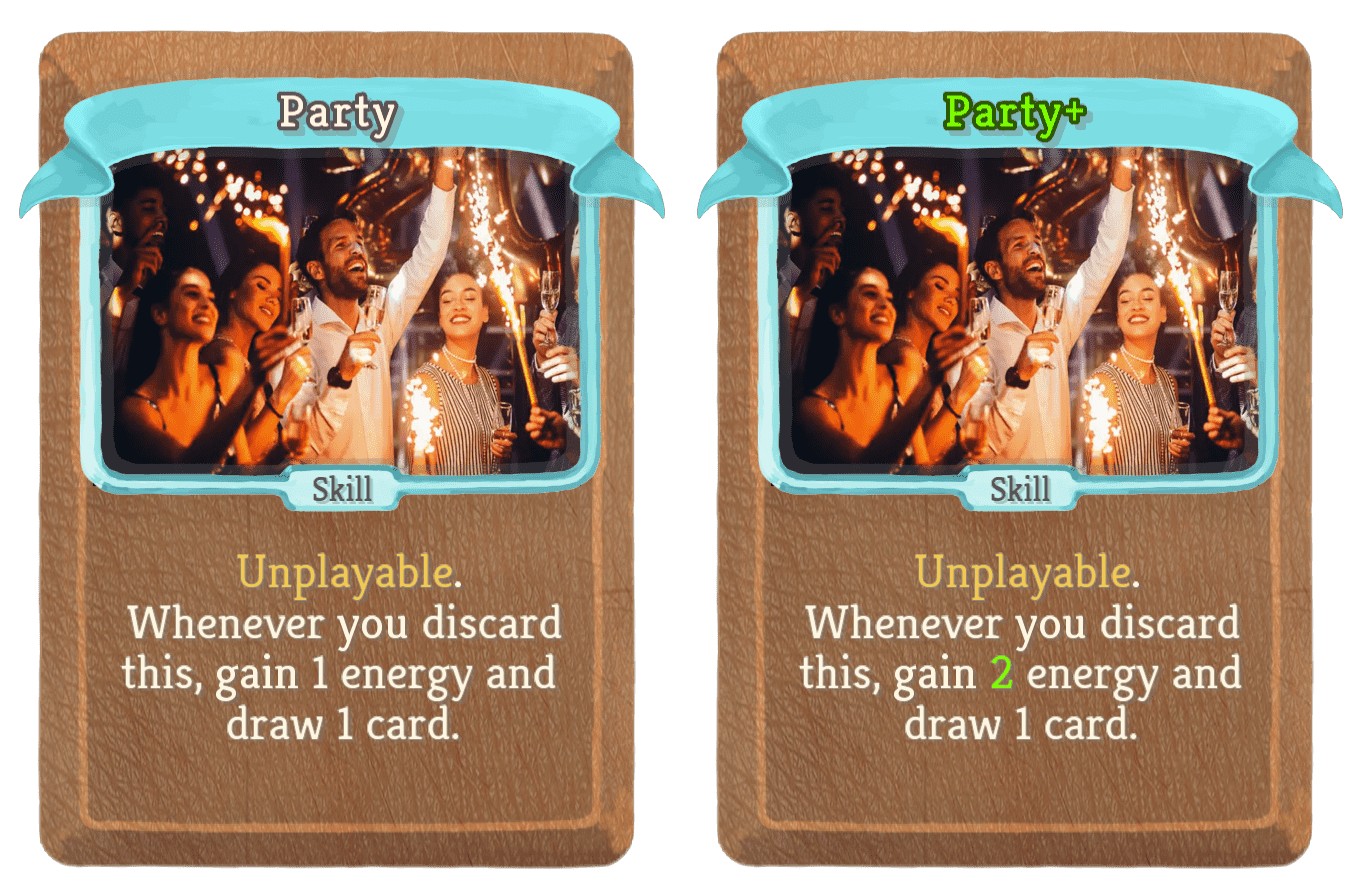 Party
Skill
Unplayable.
Whenever you discard
this, gain 1 energy and
draw 1 card.
Party+
Skill
Unplayable.
Whenever you discard
this, gain 2 energy and
draw 1 card.